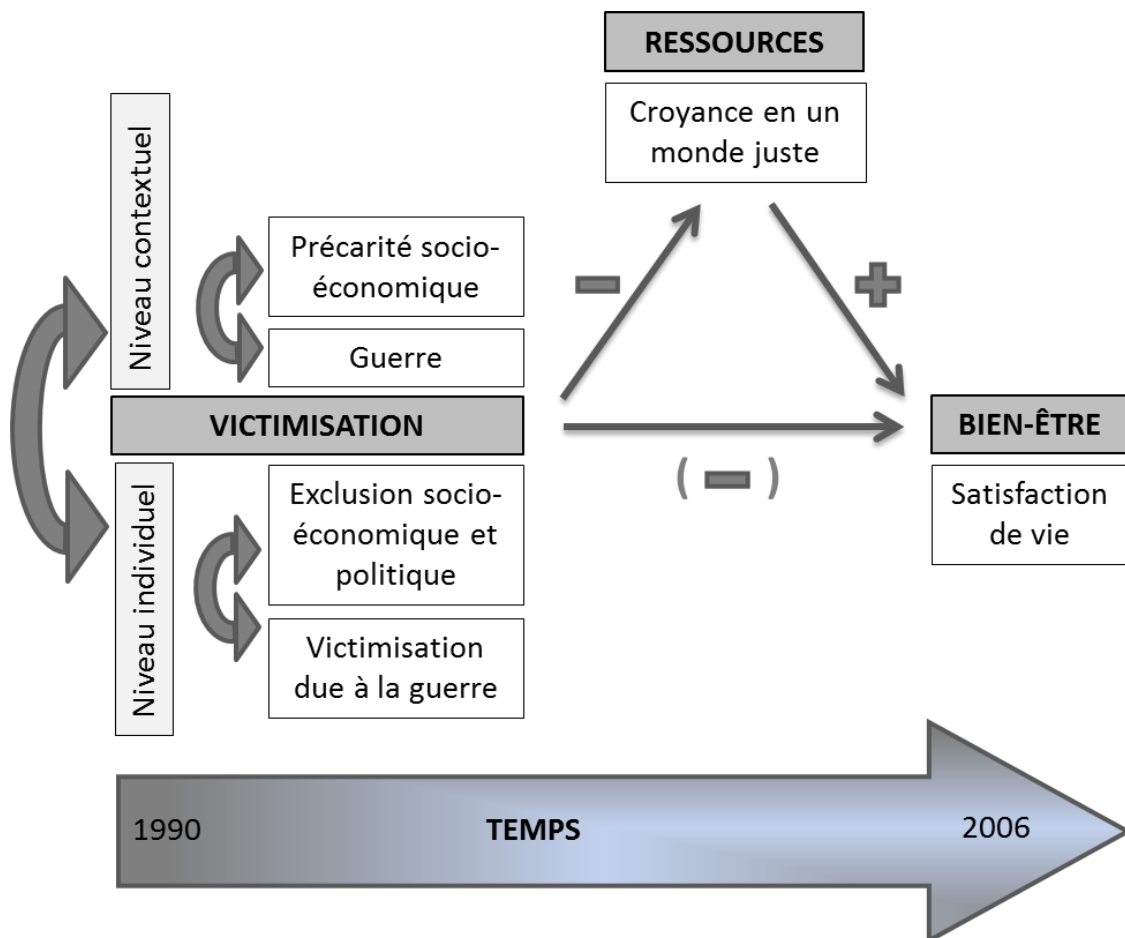 RESSOURCES
Croyance en un
monde juste
Niveau contextuel
Précarité socio-
économique
Guerre
VICTIMISATION
BIEN-ÊTRE
Satisfaction
de vie
Niveau individuel
Exclusion socio-
économique et
politique
Victimisation
due à la guerre
( )
1990
TEMPS
2006